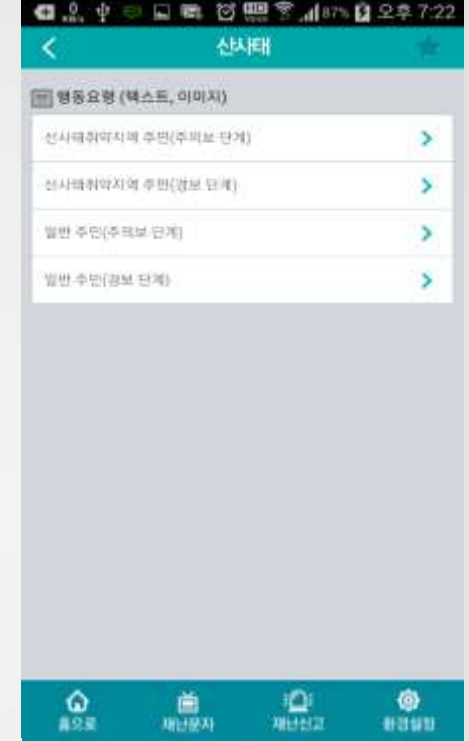 87% 오후 7:22
산사태
행동요령 (텍스트, 이미지)
산사태취약지역 주민(주의보 단계)
산사태취약지역 주민(경보 단계)
일반 주민(주의보 단계)
일반 주민(경보 단계)
홈으로 재난문자 재난신고 환경설정